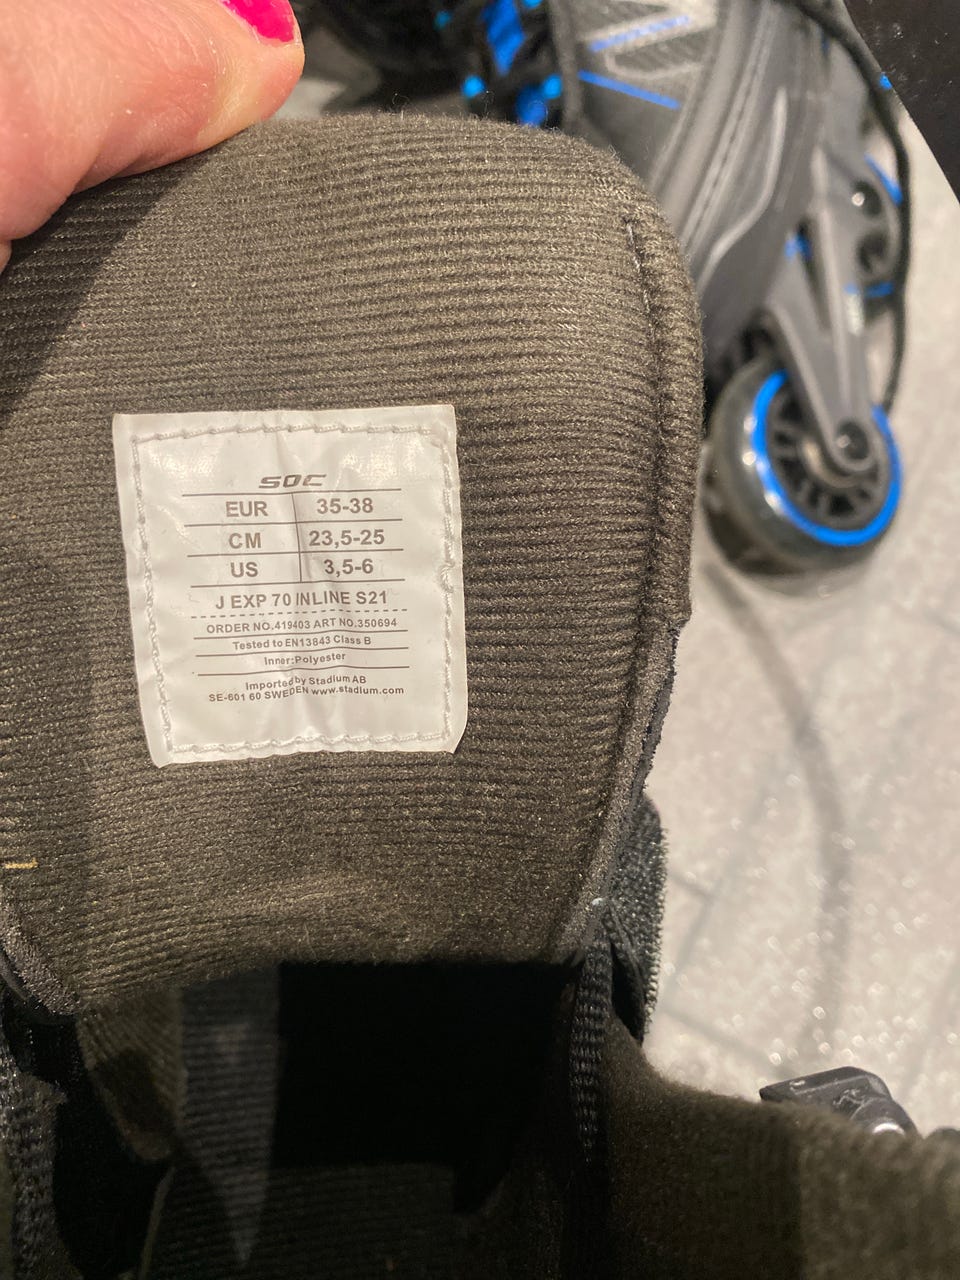 SOC
EUR 35-38
CM 23,5-25
US 3,5-6
J EXP 70 INLINE S21
ORDER NO.419403 ART NO.350694
Tested to EN13843 Class B
Inner:Polyester
Imported by Stadium AB
SE-601 60 SWEDEN www.stadium.com